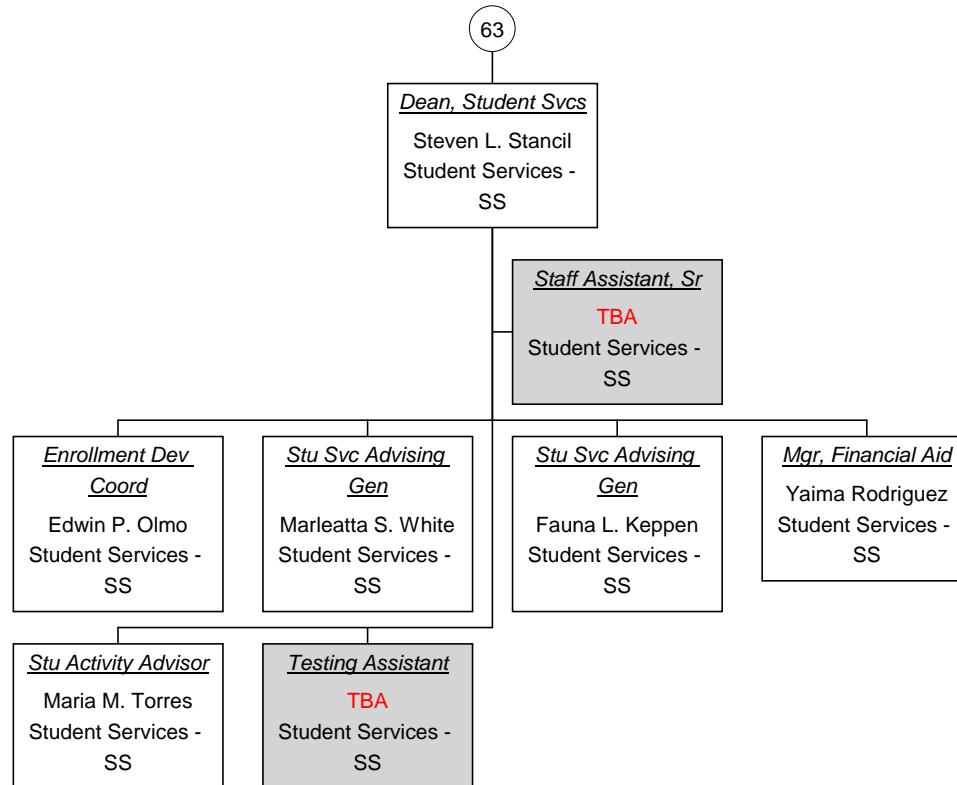 63
Dean, Student Svcs
Steven L. Stancil
Student Services -
SS
Staff Assistant, Sr
TBA
Student Services -
SS
Enrollment Dev
Coord
Edwin P. Olmo
Student Services -
SS
Stu Svc Advising
Gen
Marleatta S. White
Student Services -
SS
Stu Svc Advising
Gen
Fauna L. Keppen
Student Services -
SS
Mgr, Financial Aid
Yaima Rodriguez
Student Services -
SS
Stu Activity Advisor
Maria M. Torres
Student Services -
SS
Testing Assistant
TBA
Student Services -
SS